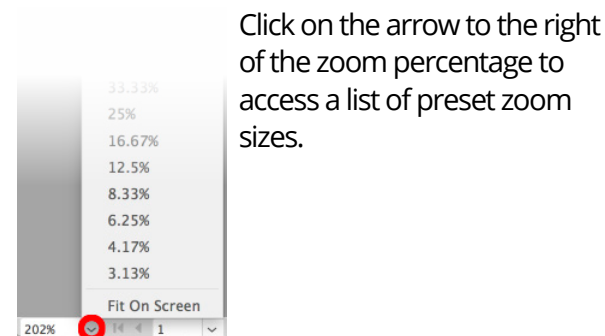 Click on the arrow to the right
of the zoom percentage to
access a list of preset zoom
sizes.
33.33%
25%
16.67%
12.5%
8.33%
6.25%
4.17%
3.13%
Fit On Screen
202% 1